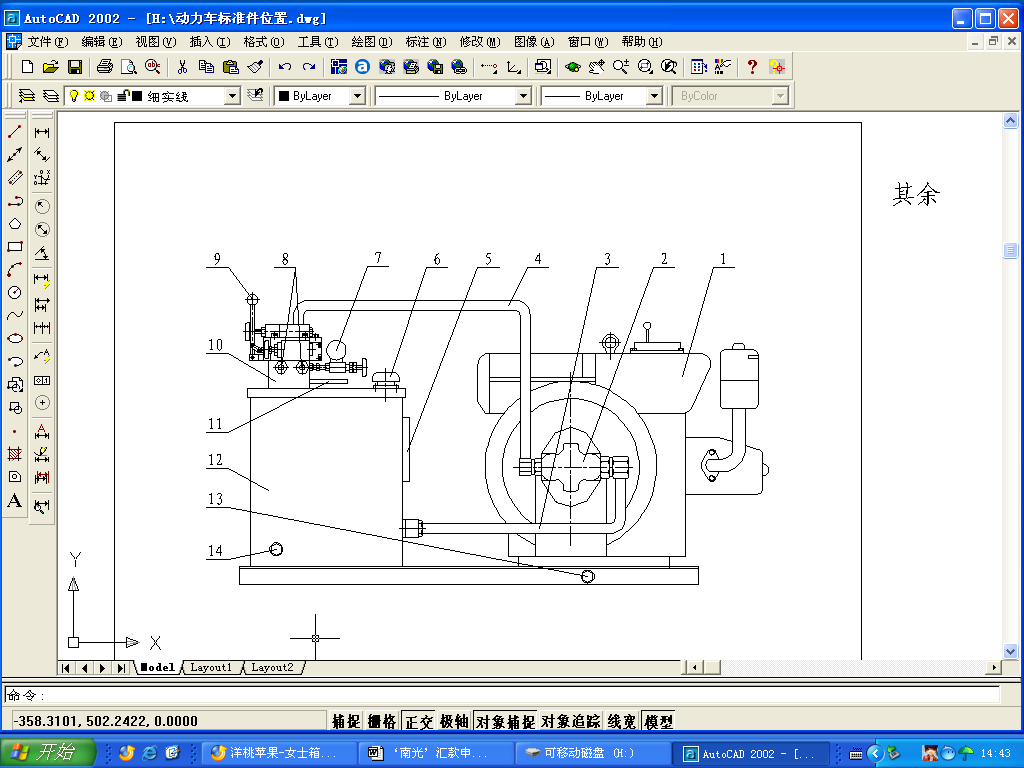 AutoCAD 2002 - [H:\动力车标准件位置.dwg]
文件(F) 编辑(E) 视图(V) 插入(I) 格式(O) 工具(T) 绘图(D) 标注(N) 修改(M) 图像(A) 窗口(W) 帮助(H)
细实线 ByLayer ByLayer ByLayer ByColor
其余
9 8 7 6 5 4 3 2 1
10
11
12
13
14
Y
X
Model Layout1 Layout2
命令:
-358.3101, 502.2422, 0.0000 捕捉 栅格 正交 极轴 对象捕捉 对象追踪 线宽 模型
开始 洋桃苹果-女士箱... ‘南光’汇款申... 可移动磁盘 (H:) AutoCAD 2002 - [... 14:43